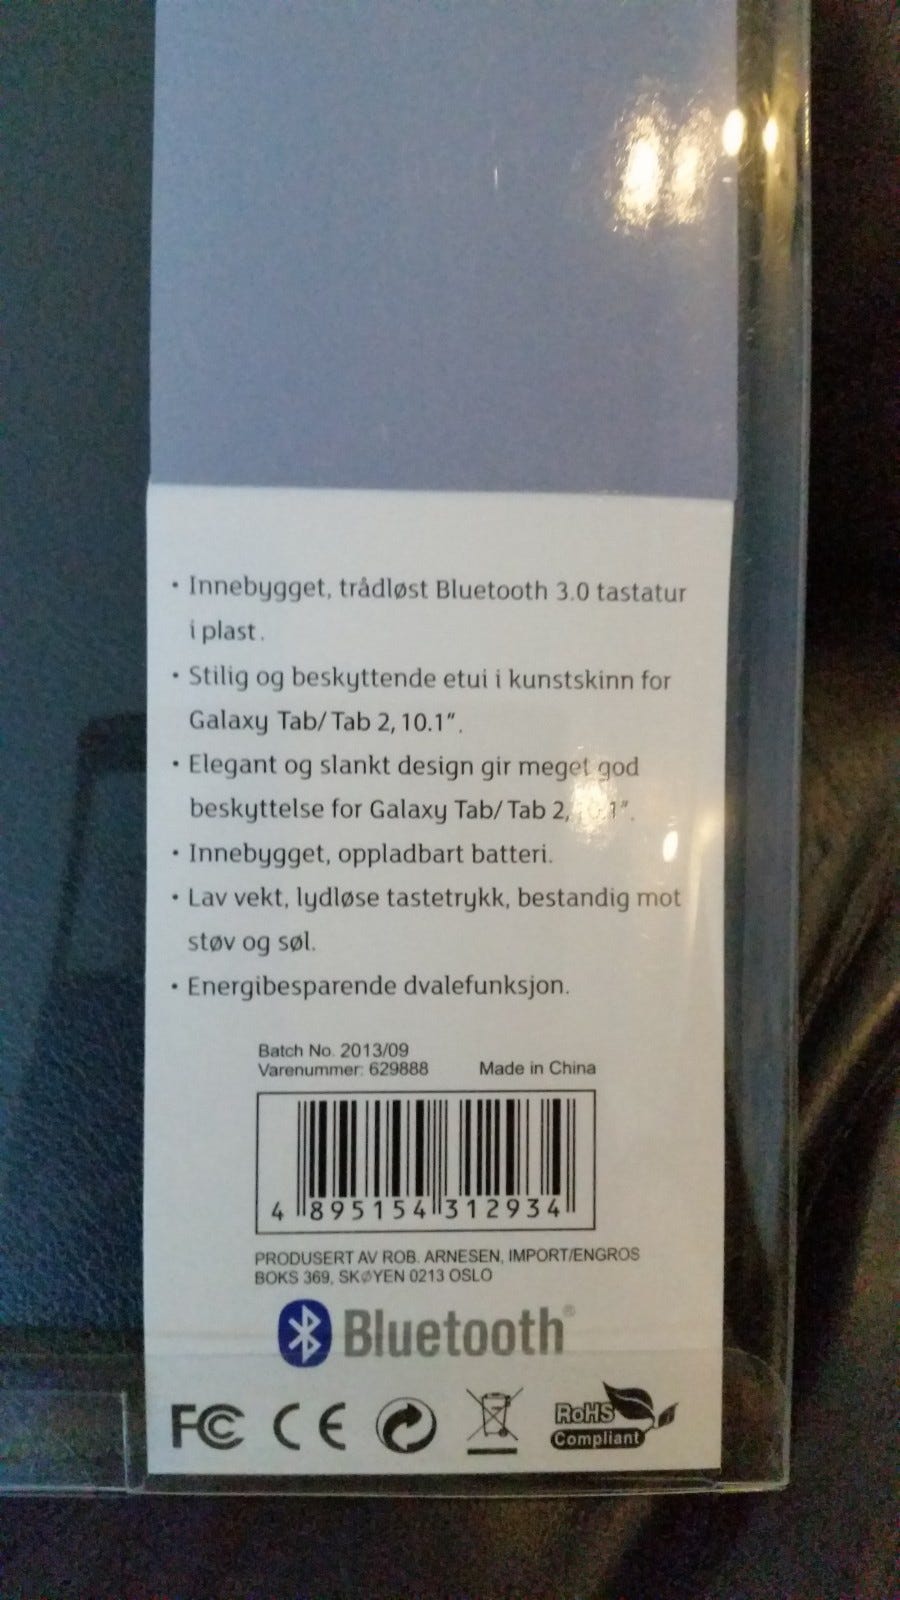 • Innebygget, trådløst Bluetooth 3.0 tastatur
i plast.
• Stilig og beskyttende etui i kunstskinn for
Galaxy Tab/ Tab 2, 10.1”.
• Elegant og slankt design gir meget god
beskyttelse for Galaxy Tab/ Tab 2, 10.1”.
• Innebygget, oppladbart batteri.
• Lav vekt, lydløse tastetrykk, bestandig mot
støv og søl.
• Energibesparende dvalefunksjon.
Batch No. 2013/09
Varenummer: 629888 Made in China
4 895154 312934
PRODUSERT AV ROB. ARNESEN, IMPORT/ENGROS
BOKS 369, SKØYEN 0213 OSLO
Bluetooth®
FC CE RoHS
Compliant